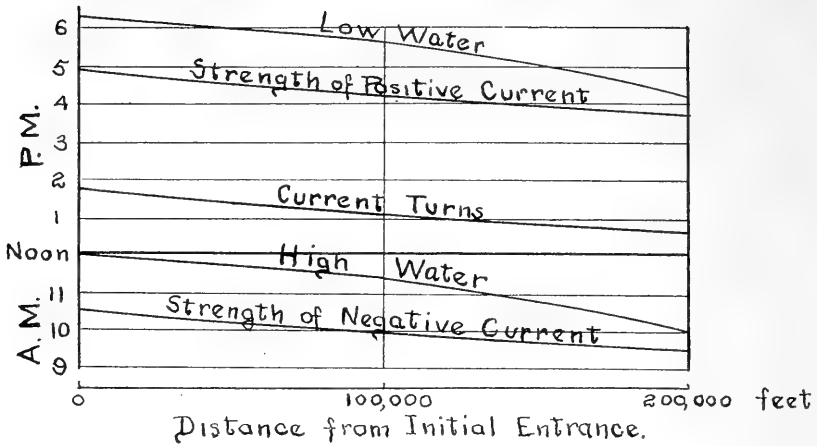 6
Low Water
5
Strength of Positive Current
4
P.M.
3
2
Current Turns
1
Noon
High Water
11
Strength of Negative Current
10
A.M.
9
0 100,000 200,000 feet
Distance from Initial Entrance.